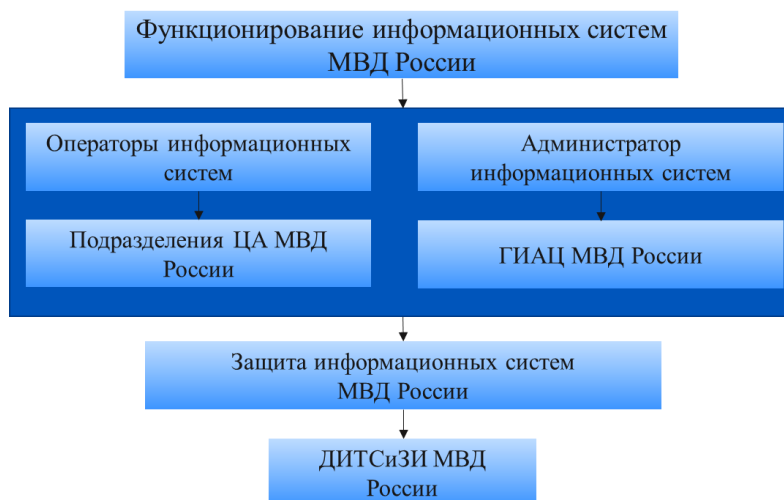 Функционирование информационных систем
МВД России
Операторы информационных
систем
Администратор
информационных систем
Подразделения ЦА МВД
России
ГИАЦ МВД России
Защита информационных систем
МВД России
ДИТСиЗИ МВД
России